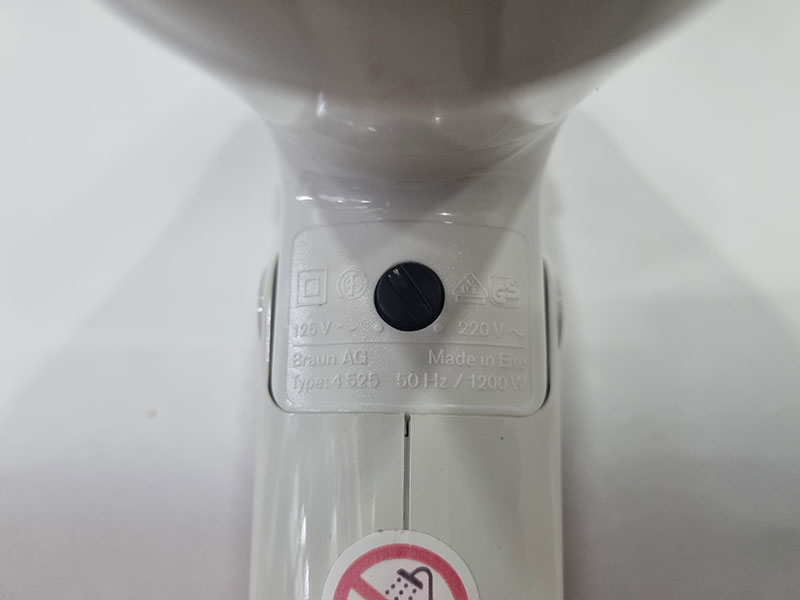 125 V ~ 220 V ~
Braun AG Made in Eire
Type: 4 525 50 Hz / 1200 W